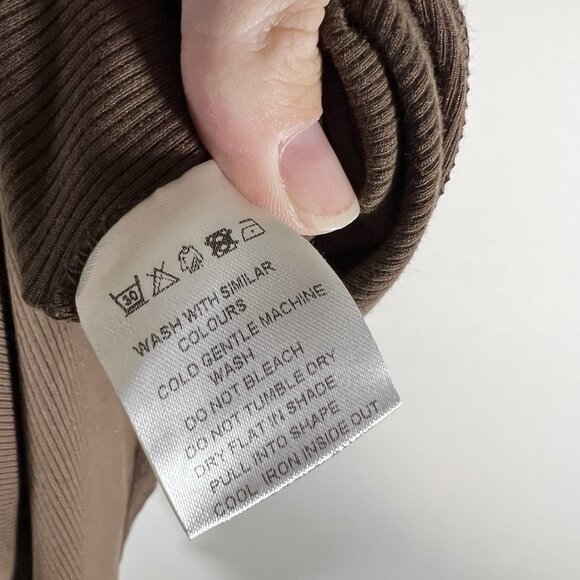 30
WASH WITH SIMILAR
COLOURS
COLD GENTLE MACHINE
WASH
DO NOT BLEACH
DO NOT TUMBLE DRY
DRY FLAT IN SHADE
PULL INTO SHAPE
COOL IRON INSIDE OUT